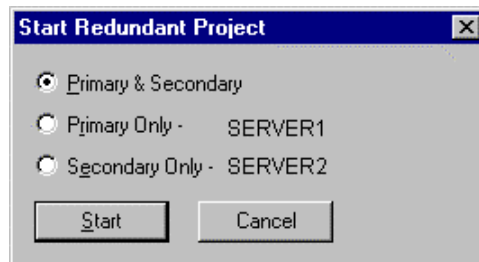 Start Redundant Project
Primary & Secondary
Primary Only - SERVER1
Secondary Only - SERVER2
Start Cancel